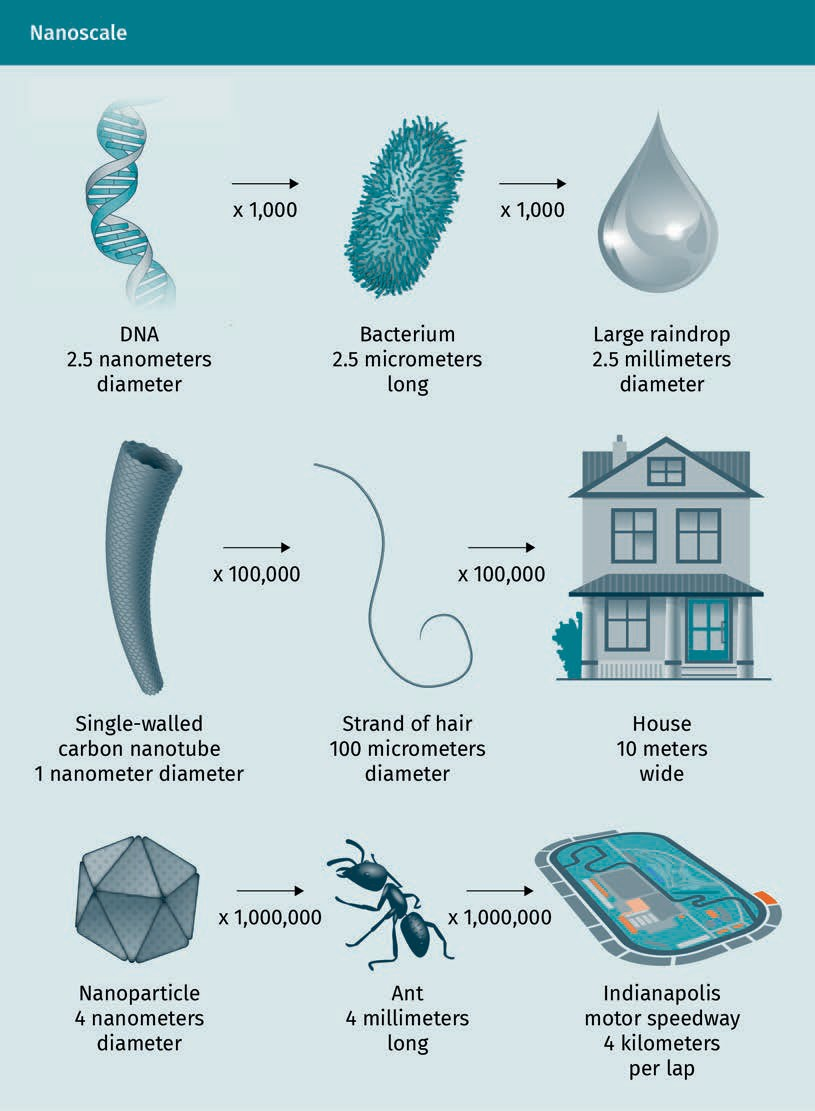 Nanoscale
x 1,000
x 1,000
DNA
2.5 nanometers
diameter
Bacterium
2.5 micrometers
long
Large raindrop
2.5 millimeters
diameter
x 100,000
x 100,000
Single-walled
carbon nanotube
1 nanometer diameter
Strand of hair
100 micrometers
diameter
House
10 meters
wide
x 1,000,000
x 1,000,000
Nanoparticle
4 nanometers
diameter
Ant
4 millimeters
long
Indianapolis
motor speedway
4 kilometers
per lap